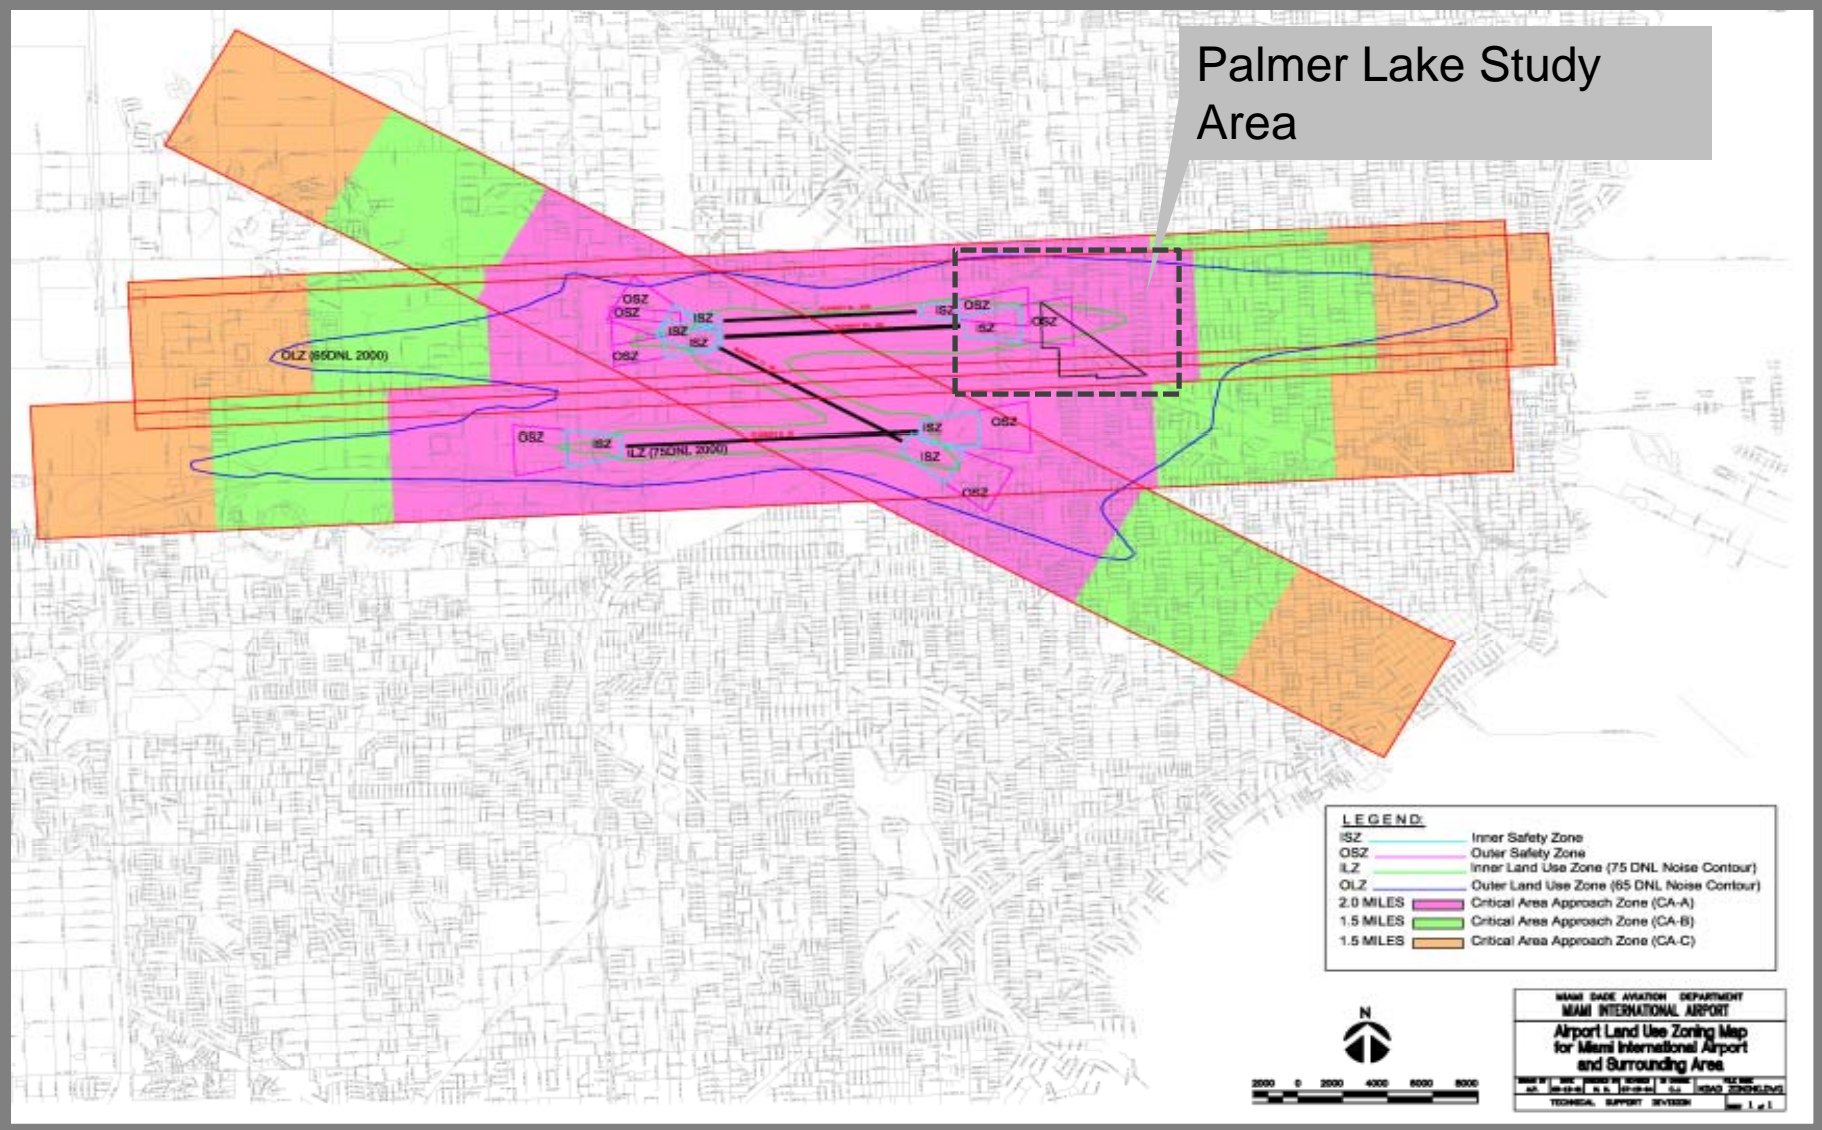 Palmer Lake Study
Area
OSZ
OSZ
ISZ
ISZ
ISZ
OSZ
ISZ
OSZ
ISZ
OSZ
OLZ (65DNL 2000)
OSZ
ISZ
ILZ (75DNL 2000)
ISZ
OSZ
ISZ
OSZ
LEGEND:
ISZ Inner Safety Zone
OSZ Outer Safety Zone
ILZ Inner Land Use Zone (75 DNL Noise Contour)
OLZ Outer Land Use Zone (65 DNL Noise Contour)
2.0 MILES Critical Area Approach Zone (CA-A)
1.5 MILES Critical Area Approach Zone (CA-B)
1.5 MILES Critical Area Approach Zone (CA-C)
N
2000 0 2000 4000 6000 8000
MIAMI DADE AVIATION DEPARTMENT
MIAMI INTERNATIONAL AIRPORT
Airport Land Use Zoning Map
for Miami International Airport
and Surrounding Area
TECHNICAL SUPPORT DIVISION
1 of 1